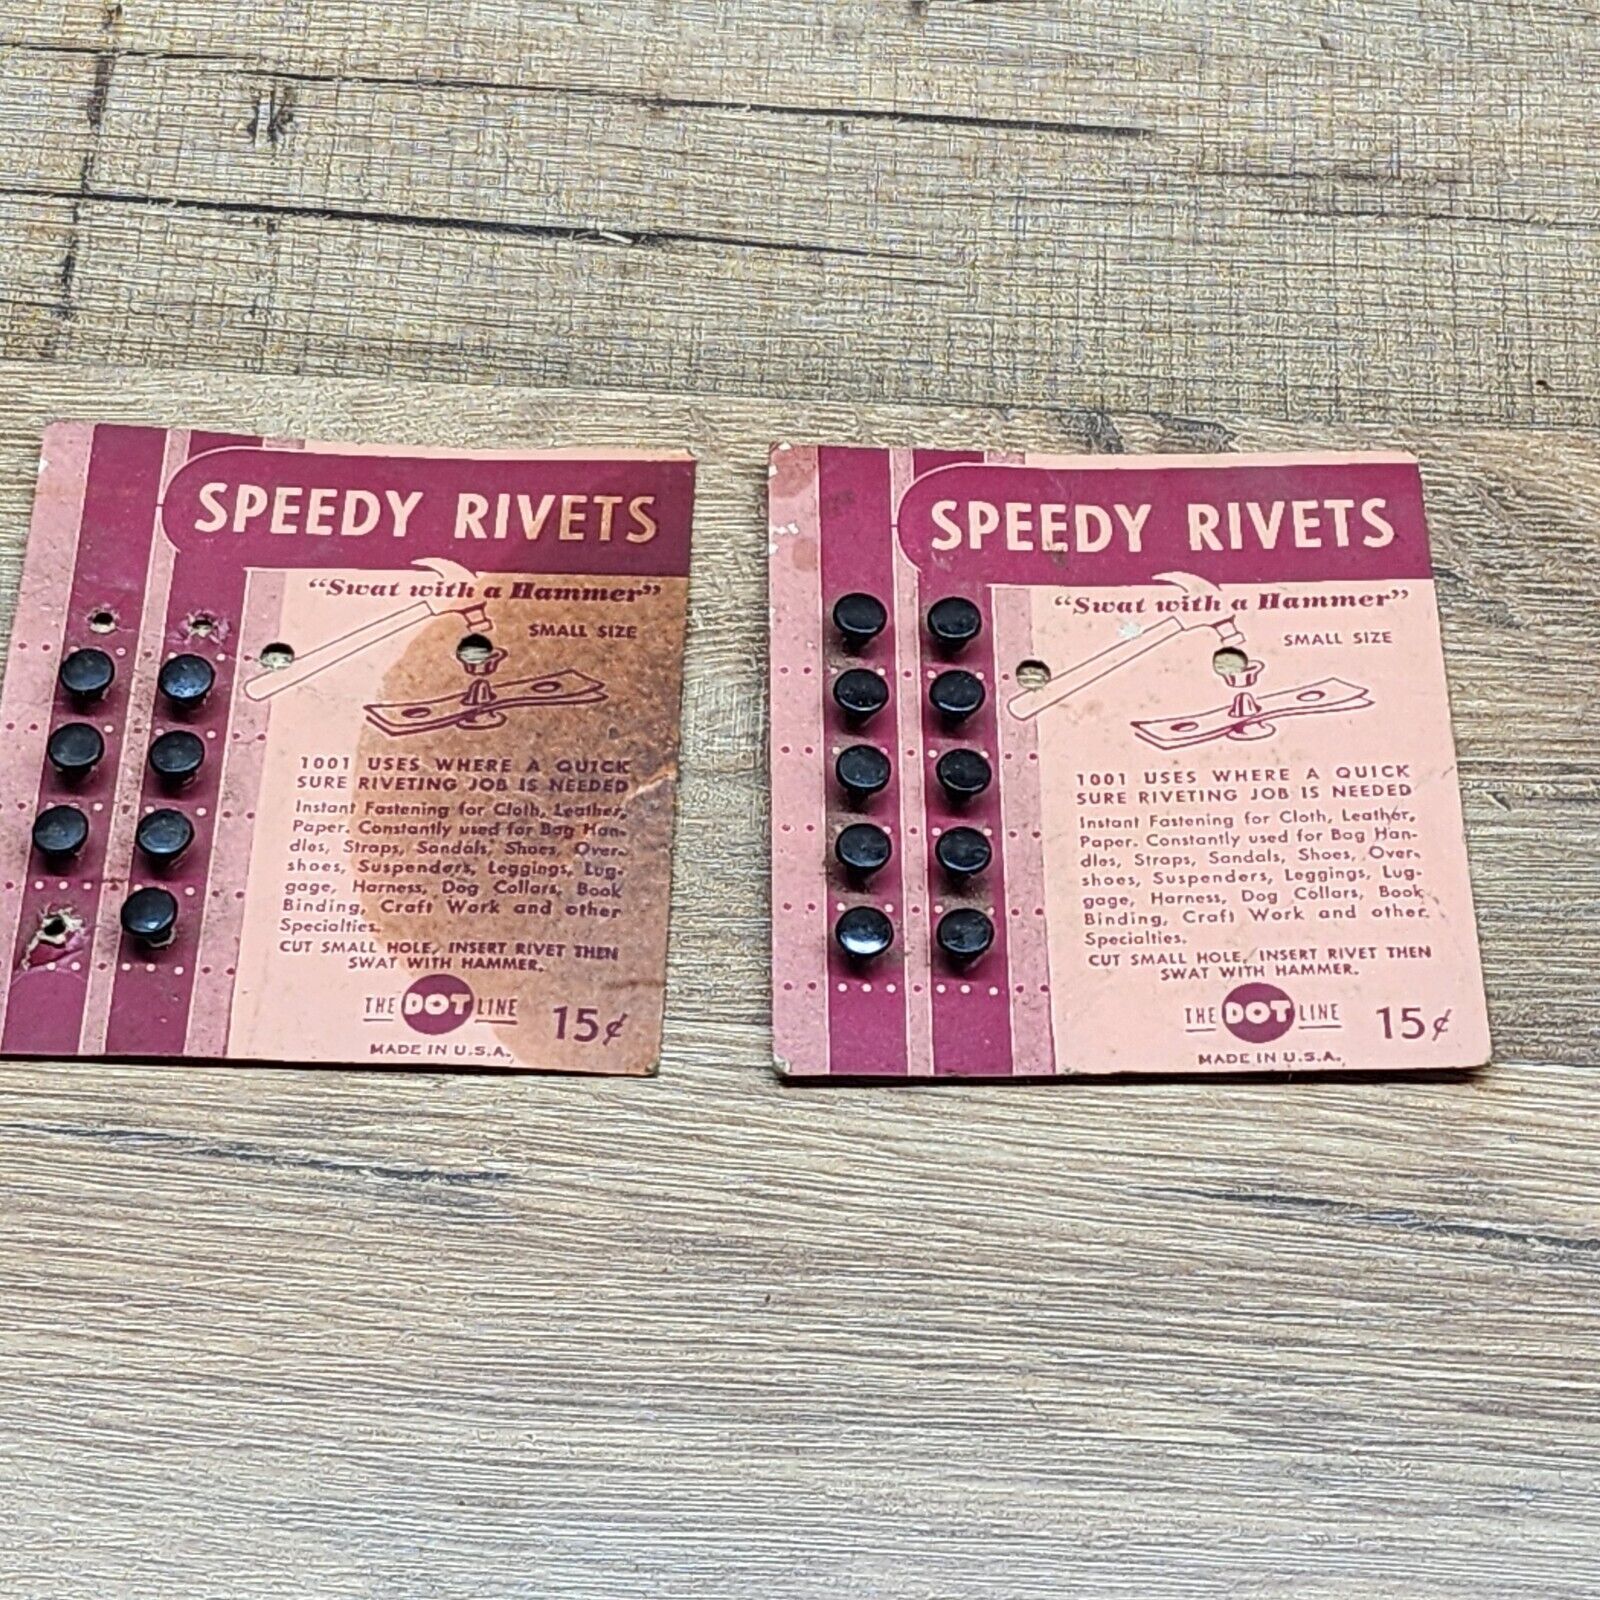 SPEEDY RIVETS
"Swat with a Hammer"
SMALL SIZE
1001 USES WHERE A QUICK
SURE RIVETING JOB IS NEEDED
Instant Fastening for Cloth, Leather,
Paper. Constantly used for Bag Han-
dles, Straps, Sandals, Shoes, Over-
shoes, Suspenders, Leggings, Lug-
gage, Harness, Dog Collars, Book
Binding, Craft Work and other
Specialties.
CUT SMALL HOLE, INSERT RIVET THEN
SWAT WITH HAMMER.
THE DOT LINE 15¢
MADE IN U.S.A.
SPEEDY RIVETS
"Swat with a Hammer"
SMALL SIZE
1001 USES WHERE A QUICK
SURE RIVETING JOB IS NEEDED
Instant Fastening for Cloth, Leather,
Paper. Constantly used for Bag Han-
dles, Straps, Sandals, Shoes, Over-
shoes, Suspenders, Leggings, Lug-
gage, Harness, Dog Collars, Book
Binding, Craft Work and other
Specialties.
CUT SMALL HOLE, INSERT RIVET THEN
SWAT WITH HAMMER.
THE DOT LINE 15¢
MADE IN U.S.A.